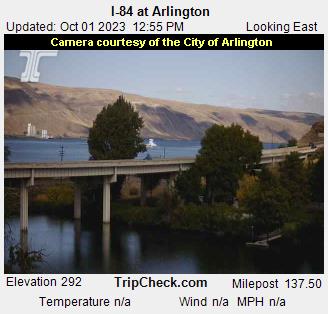 I-84 at Arlington
Updated: Oct 01 2023 12:55 PM Looking East
Camera courtesy of the City of Arlington
Elevation 292 TripCheck.com Milepost 137.50
Temperature n/a Wind n/a MPH n/a